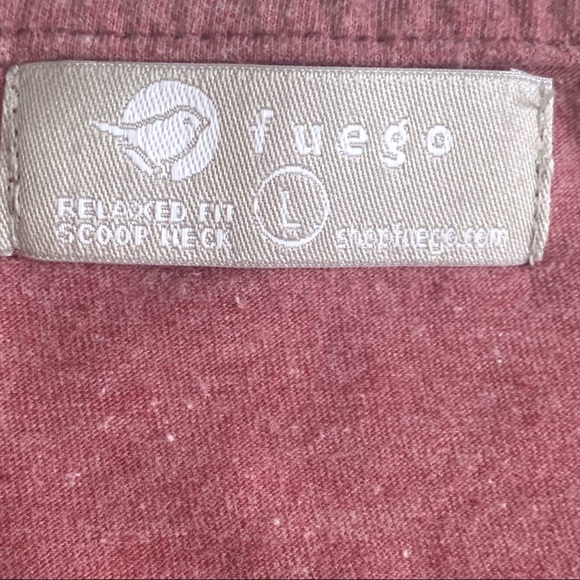 fuego
RELAXED FIT
SCOOP NECK
L
shopfuego.com